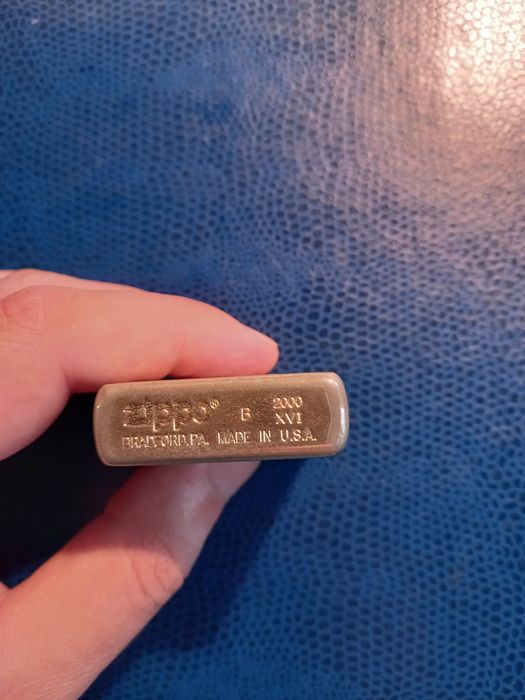 zippo® B 2000
XVI
BRADFORD,PA. MADE IN U.S.A.